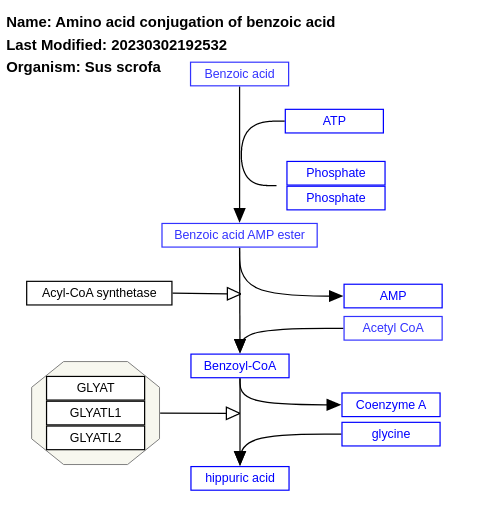 Name: Amino acid conjugation of benzoic acid
Last Modified: 20230302192532
Organism: Sus scrofa
Benzoic acid
ATP
Phosphate
Phosphate
Benzoic acid AMP ester
Acyl-CoA synthetase
AMP
Acetyl CoA
Benzoyl-CoA
GLYAT
Coenzyme A
GLYATL1
glycine
GLYATL2
hippuric acid